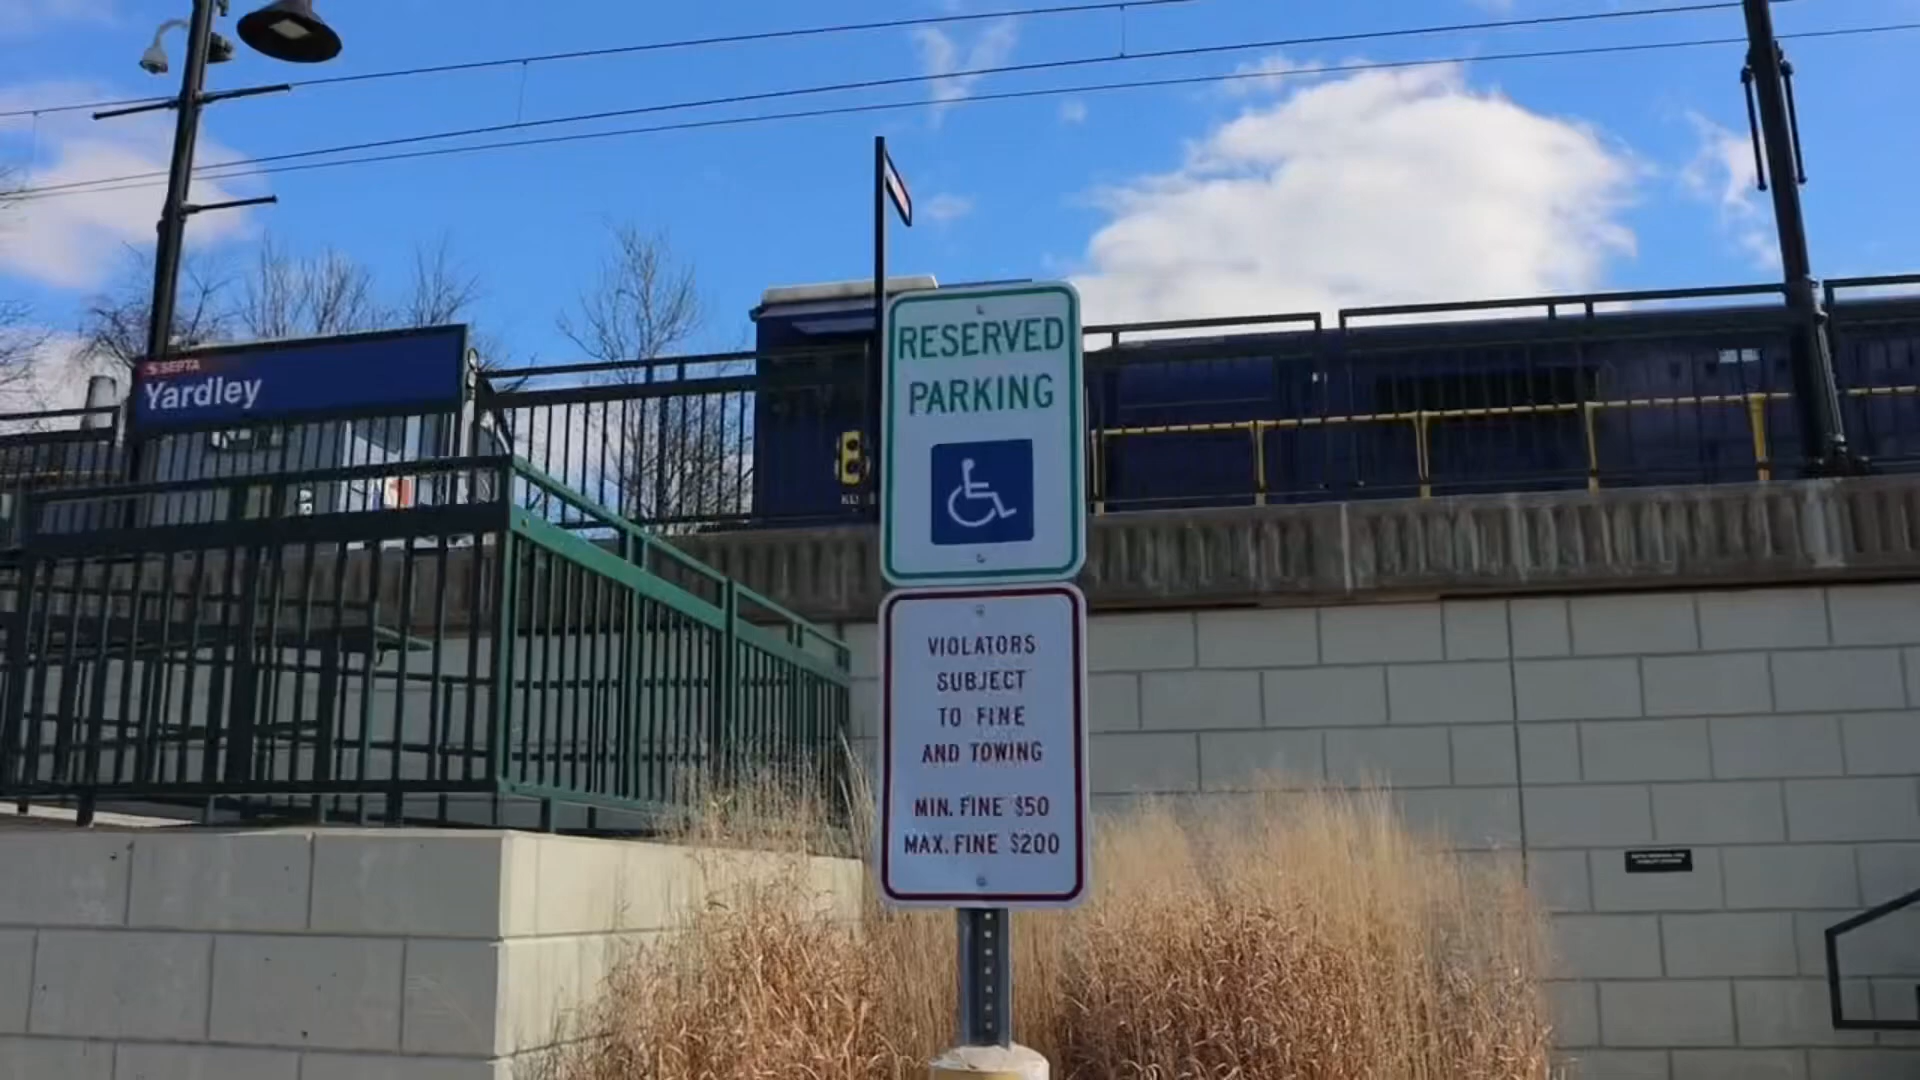 SEPTA
Yardley
RESERVED
PARKING
VIOLATORS
SUBJECT
TO FINE
AND TOWING
MIN. FINE $50
MAX. FINE $200